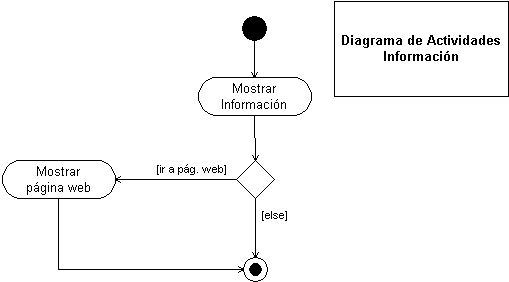 Diagrama de Actividades
Información
Mostrar
Información
[ir a pág. web]
Mostrar
página web
[else]